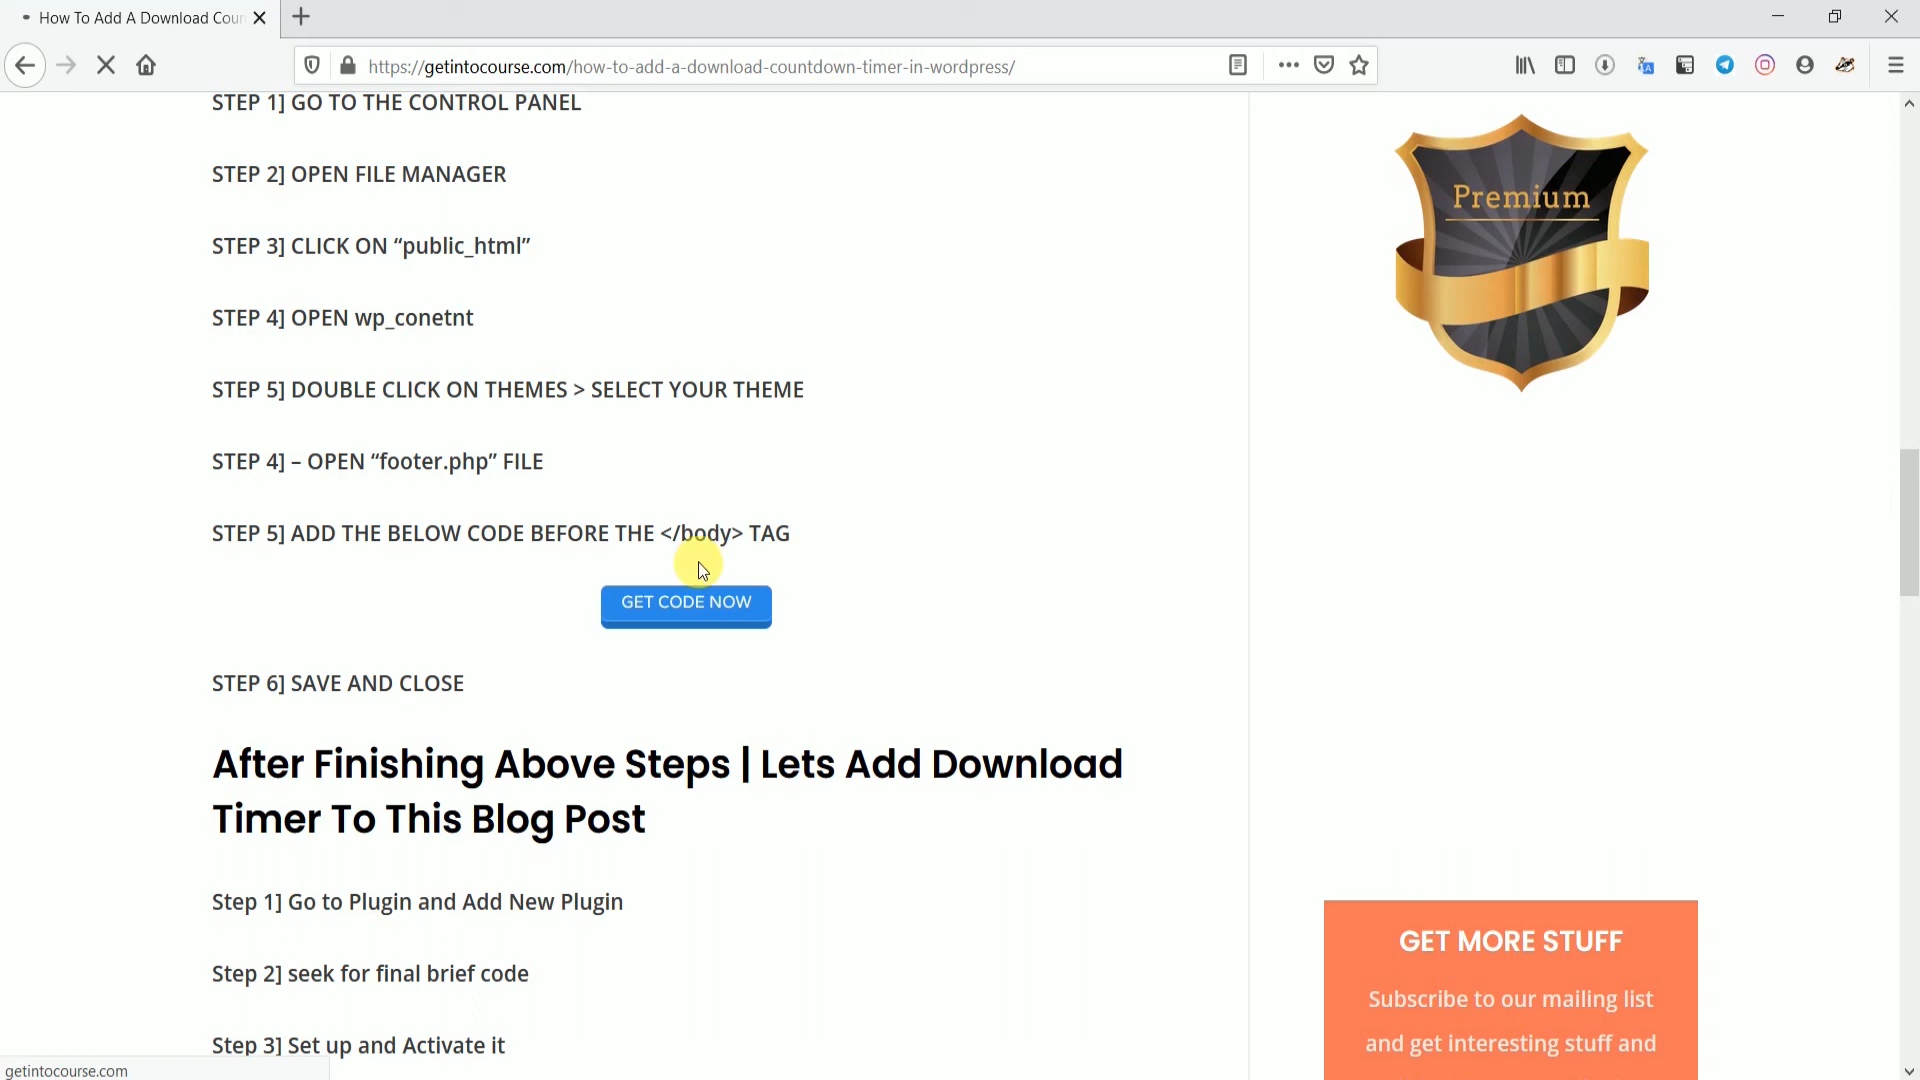 How To Add A Download Cour
https://getintocourse.com/how-to-add-a-download-countdown-timer-in-wordpress/
STEP 1] GO TO THE CONTROL PANEL
STEP 2] OPEN FILE MANAGER
STEP 3] CLICK ON “public_html”
STEP 4] OPEN wp_conetnt
STEP 5] DOUBLE CLICK ON THEMES > SELECT YOUR THEME
STEP 4] – OPEN “footer.php” FILE
STEP 5] ADD THE BELOW CODE BEFORE THE </body> TAG
GET CODE NOW
STEP 6] SAVE AND CLOSE
After Finishing Above Steps | Lets Add Download
Timer To This Blog Post
Step 1] Go to Plugin and Add New Plugin
Step 2] seek for final brief code
Step 3] Set up and Activate it
Premium
GET MORE STUFF
Subscribe to our mailing list
and get interesting stuff and
getintocourse.com